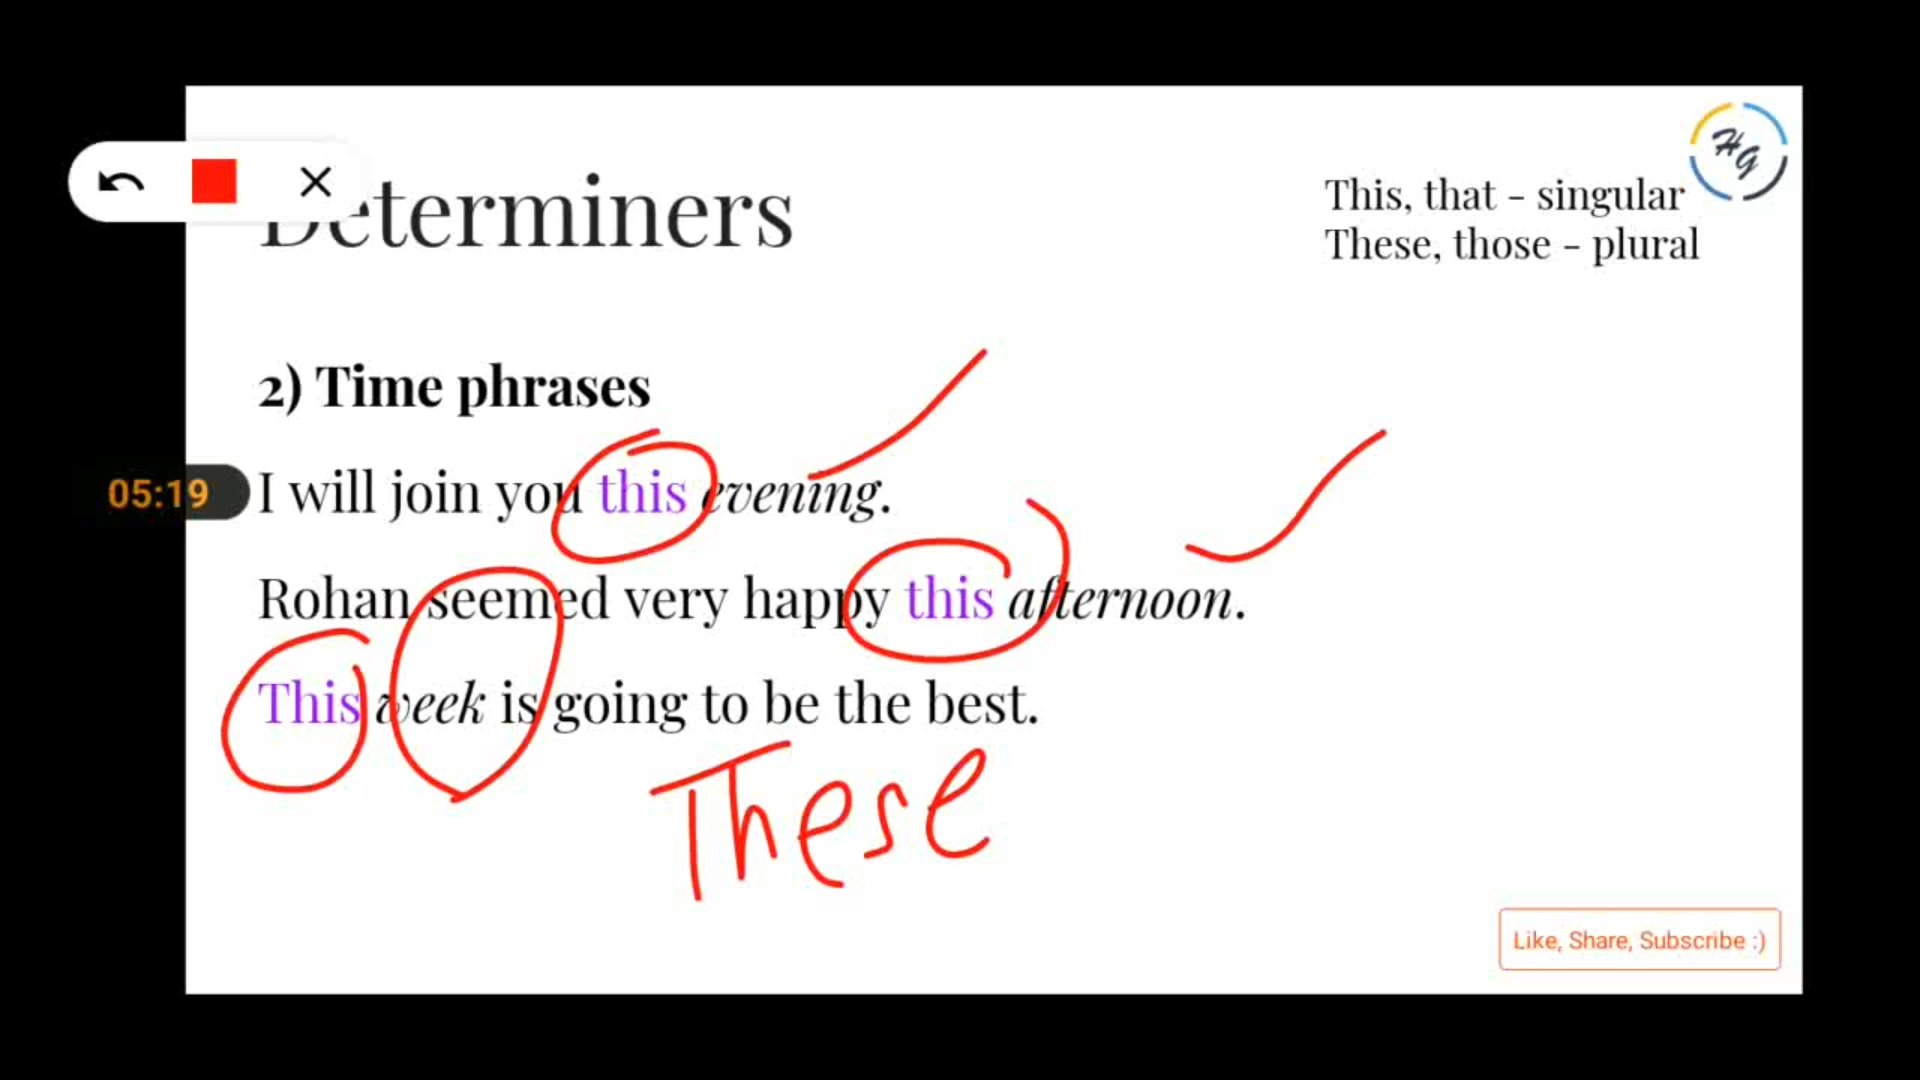 Determiners
HG
This, that - singular
These, those - plural
2) Time phrases
05:19
I will join you this evening.
Rohan seemed very happy this afternoon.
This week is going to be the best.
These
Like, Share, Subscribe :)